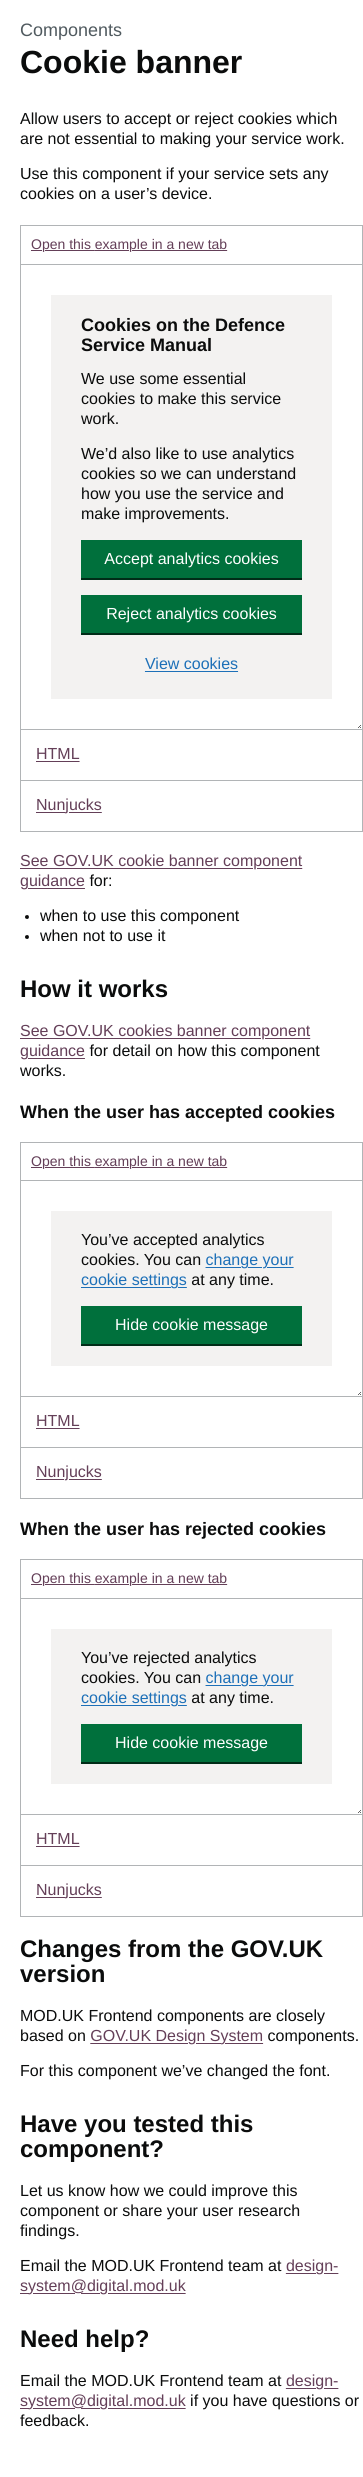 Components
Cookie banner
Allow users to accept or reject cookies which
are not essential to making your service work.
Use this component if your service sets any
cookies on a user’s device.
Open this example in a new tab
Cookies on the Defence
Service Manual
We use some essential
cookies to make this service
work.
We’d also like to use analytics
cookies so we can understand
how you use the service and
make improvements.
Accept analytics cookies
Reject analytics cookies
View cookies
HTML
Nunjucks
See GOV.UK cookie banner component
guidance for:
• when to use this component
• when not to use it
How it works
See GOV.UK cookies banner component
guidance for detail on how this component
works.
When the user has accepted cookies
Open this example in a new tab
You’ve accepted analytics
cookies. You can change your
cookie settings at any time.
Hide cookie message
HTML
Nunjucks
When the user has rejected cookies
Open this example in a new tab
You’ve rejected analytics
cookies. You can change your
cookie settings at any time.
Hide cookie message
HTML
Nunjucks
Changes from the GOV.UK
version
MOD.UK Frontend components are closely
based on GOV.UK Design System components.
For this component we’ve changed the font.
Have you tested this
component?
Let us know how we could improve this
component or share your user research
findings.
Email the MOD.UK Frontend team at design-
system@digital.mod.uk
Need help?
Email the MOD.UK Frontend team at design-
system@digital.mod.uk if you have questions or
feedback.